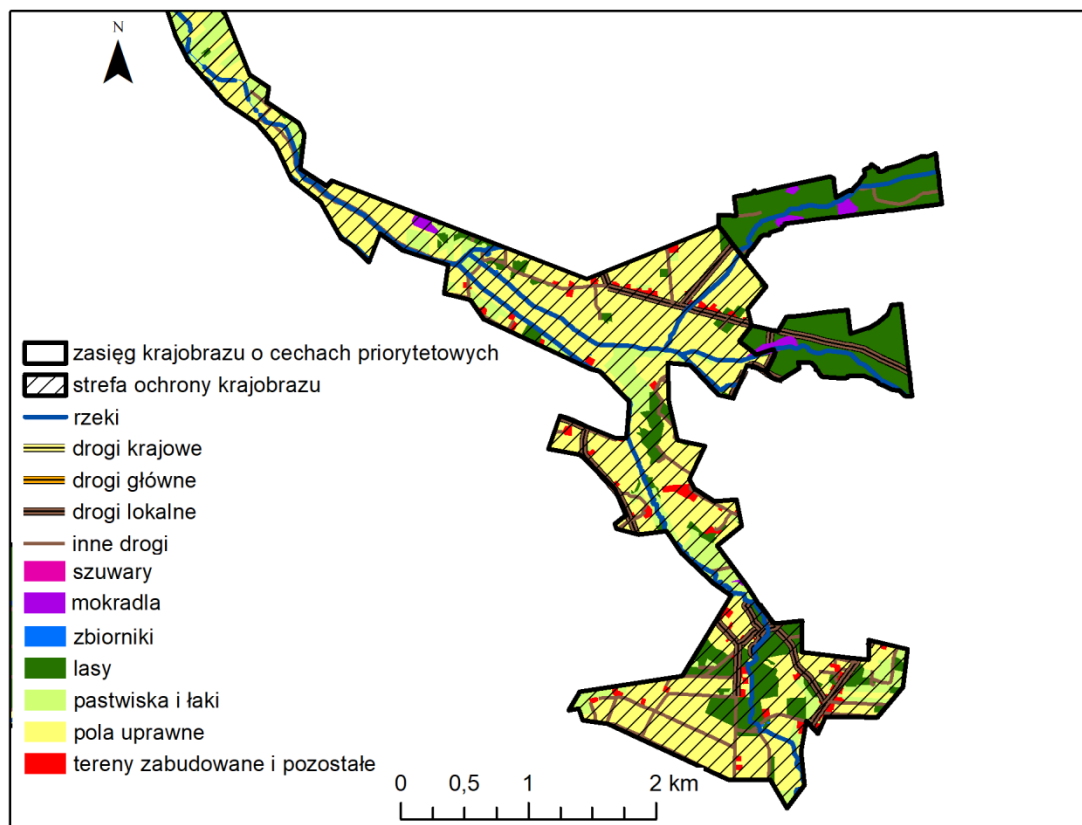 N
zasięg krajobrazu o cechach priorytetowych
strefa ochrony krajobrazu
rzeki
drogi krajowe
drogi główne
drogi lokalne
inne drogi
szuwary
mokradla
zbiorniki
lasy
pastwiska i łaki
pola uprawne
tereny zabudowane i pozostałe
0 0,5 1 2 km